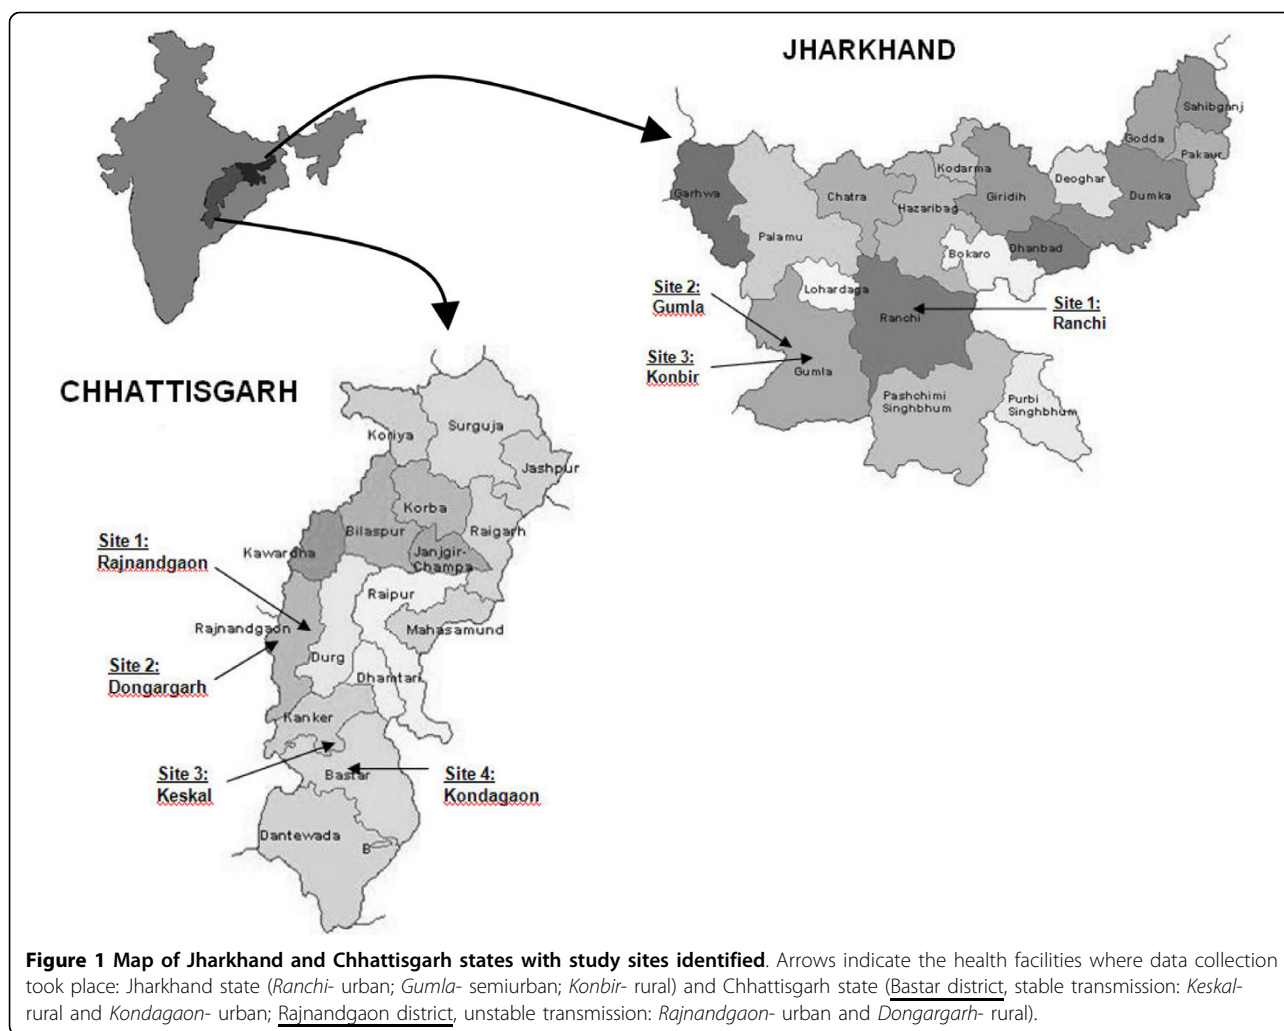 JHARKHAND
Sahibganj
Godda
Pakaur
Kodarma
Deoghar
Garhwa
Chatra
Giridih
Dumka
Hazaribag
Palamu
Dhanbad
Bokaro
Site 2:
Gumla
Lohardaga
Site 1:
Ranchi
Ranchi
Site 3:
Konbir
Gumla
Pashchimi
Singhbhum
Purbi
Singhbhum
CHHATTISGARH
Surguja
Koriya
Jashpur
Korba
Bilaspur
Raigarh
Site 1:
Rajnandgaon
Kawardha
Janjgir-
Champa
Raipur
Rajnandgaon
Mahasamund
Durg
Site 2:
Dongargarh
Dhamtari
Kanker
Site 3:
Keskal
Bastar
Site 4:
Kondagaon
Dantewada
B
Figure 1 Map of Jharkhand and Chhattisgarh states with study sites identified. Arrows indicate the health facilities where data collection
took place: Jharkhand state (Ranchi- urban; Gumla- semiurban; Konbir- rural) and Chhattisgarh state (Bastar district, stable transmission: Keskal-
rural and Kondagaon- urban; Rajnandgaon district, unstable transmission: Rajnandgaon- urban and Dongargarh- rural).